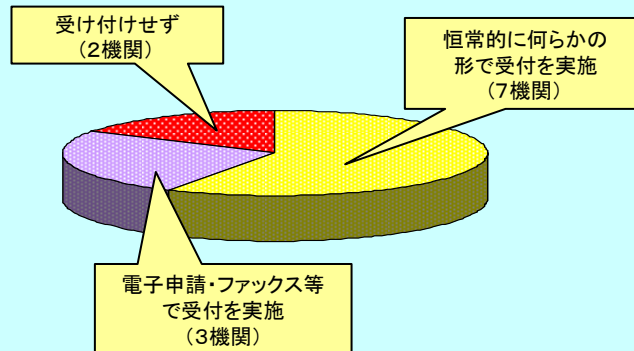 受け付けせず
（2機関）
恒常的に何らかの
形で受付を実施
（7機関）
電子申請・ファックス等
で受付を実施
（3機関）